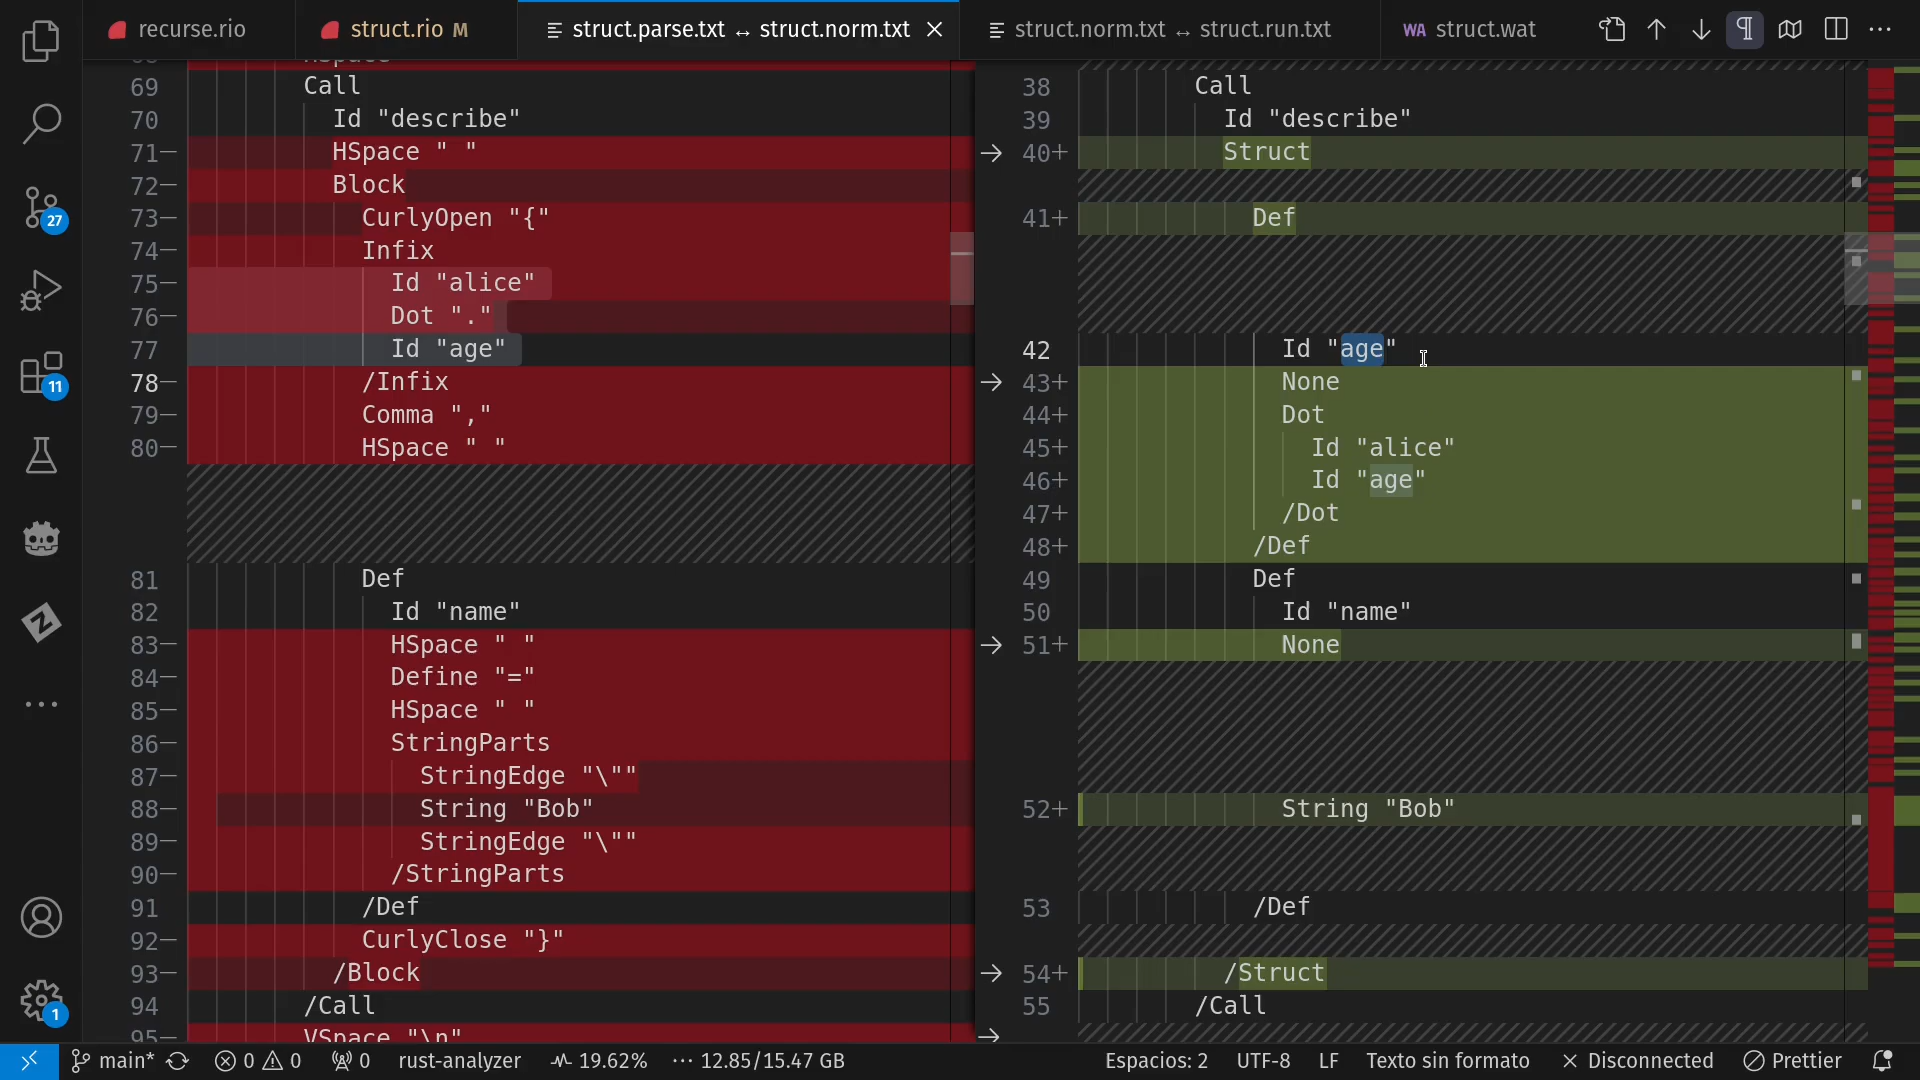 recurse.rio
struct.rio M
struct.parse.txt ↔ struct.norm.txt
struct.norm.txt ↔ struct.run.txt
WA struct.wat
69 Call
70 Id "describe"
71— HSpace " "
72— Block
73— CurlyOpen "{"
74— Infix
75— Id "alice"
76— Dot "."
77 Id "age"
78— /Infix
79— Comma ","
80— HSpace " "
81 Def
82 Id "name"
83— HSpace " "
84— Define "="
85— HSpace " "
86— StringParts
87— StringEdge "\""
88— String "Bob"
89— StringEdge "\""
90— /StringParts
91 /Def
92— CurlyClose "}"
93— /Block
94 /Call
95— VSpace "\n"
38 Call
39 Id "describe"
40+ Struct
41+ Def
42 Id "age"
43+ None
44+ Dot
45+ Id "alice"
46+ Id "age"
47+ /Dot
48+ /Def
49 Def
50 Id "name"
51+ None
52+ String "Bob"
53 /Def
54+ /Struct
55 /Call
27
11
1
main* 0 0 0 rust-analyzer 19.62% ··· 12.85/15.47 GB Espacios: 2 UTF-8 LF Texto sin formato Disconnected Prettier